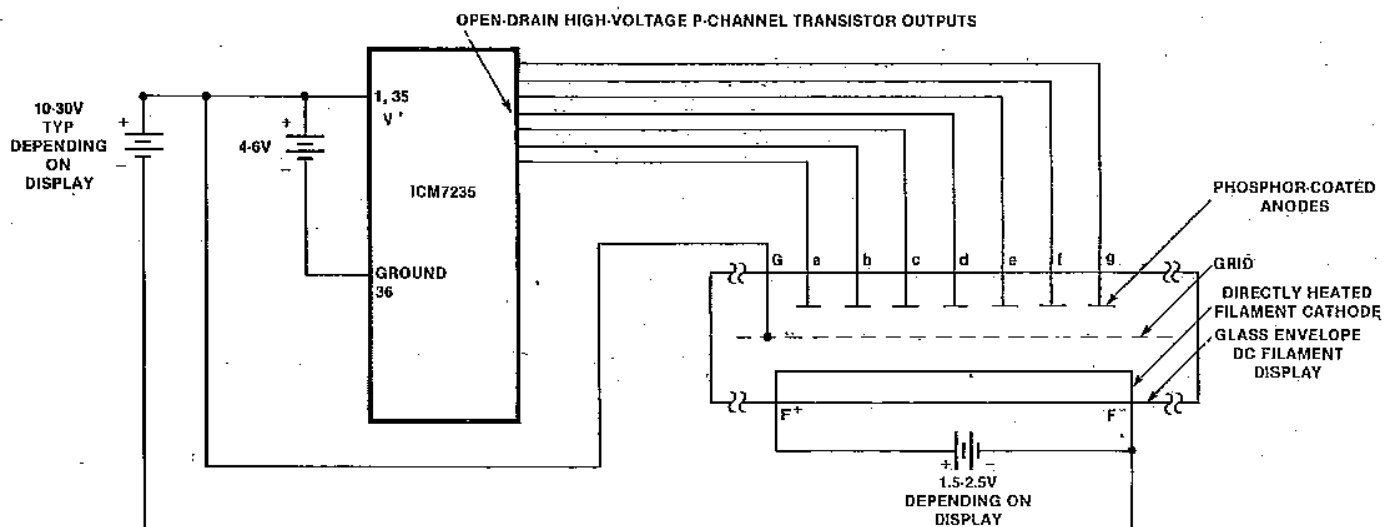 OPEN-DRAIN HIGH-VOLTAGE P-CHANNEL TRANSISTOR OUTPUTS
10-30V
TYP
DEPENDING
ON
DISPLAY
+
-
4-6V
+
-
1, 35
V+
ICM7235
GROUND
36
G a b c d e f g
PHOSPHOR-COATED
ANODES
GRID
DIRECTLY HEATED
FILAMENT CATHODE
GLASS ENVELOPE
DC FILAMENT
DISPLAY
F+ F-
+ -
1.5-2.5V
DEPENDING ON
DISPLAY